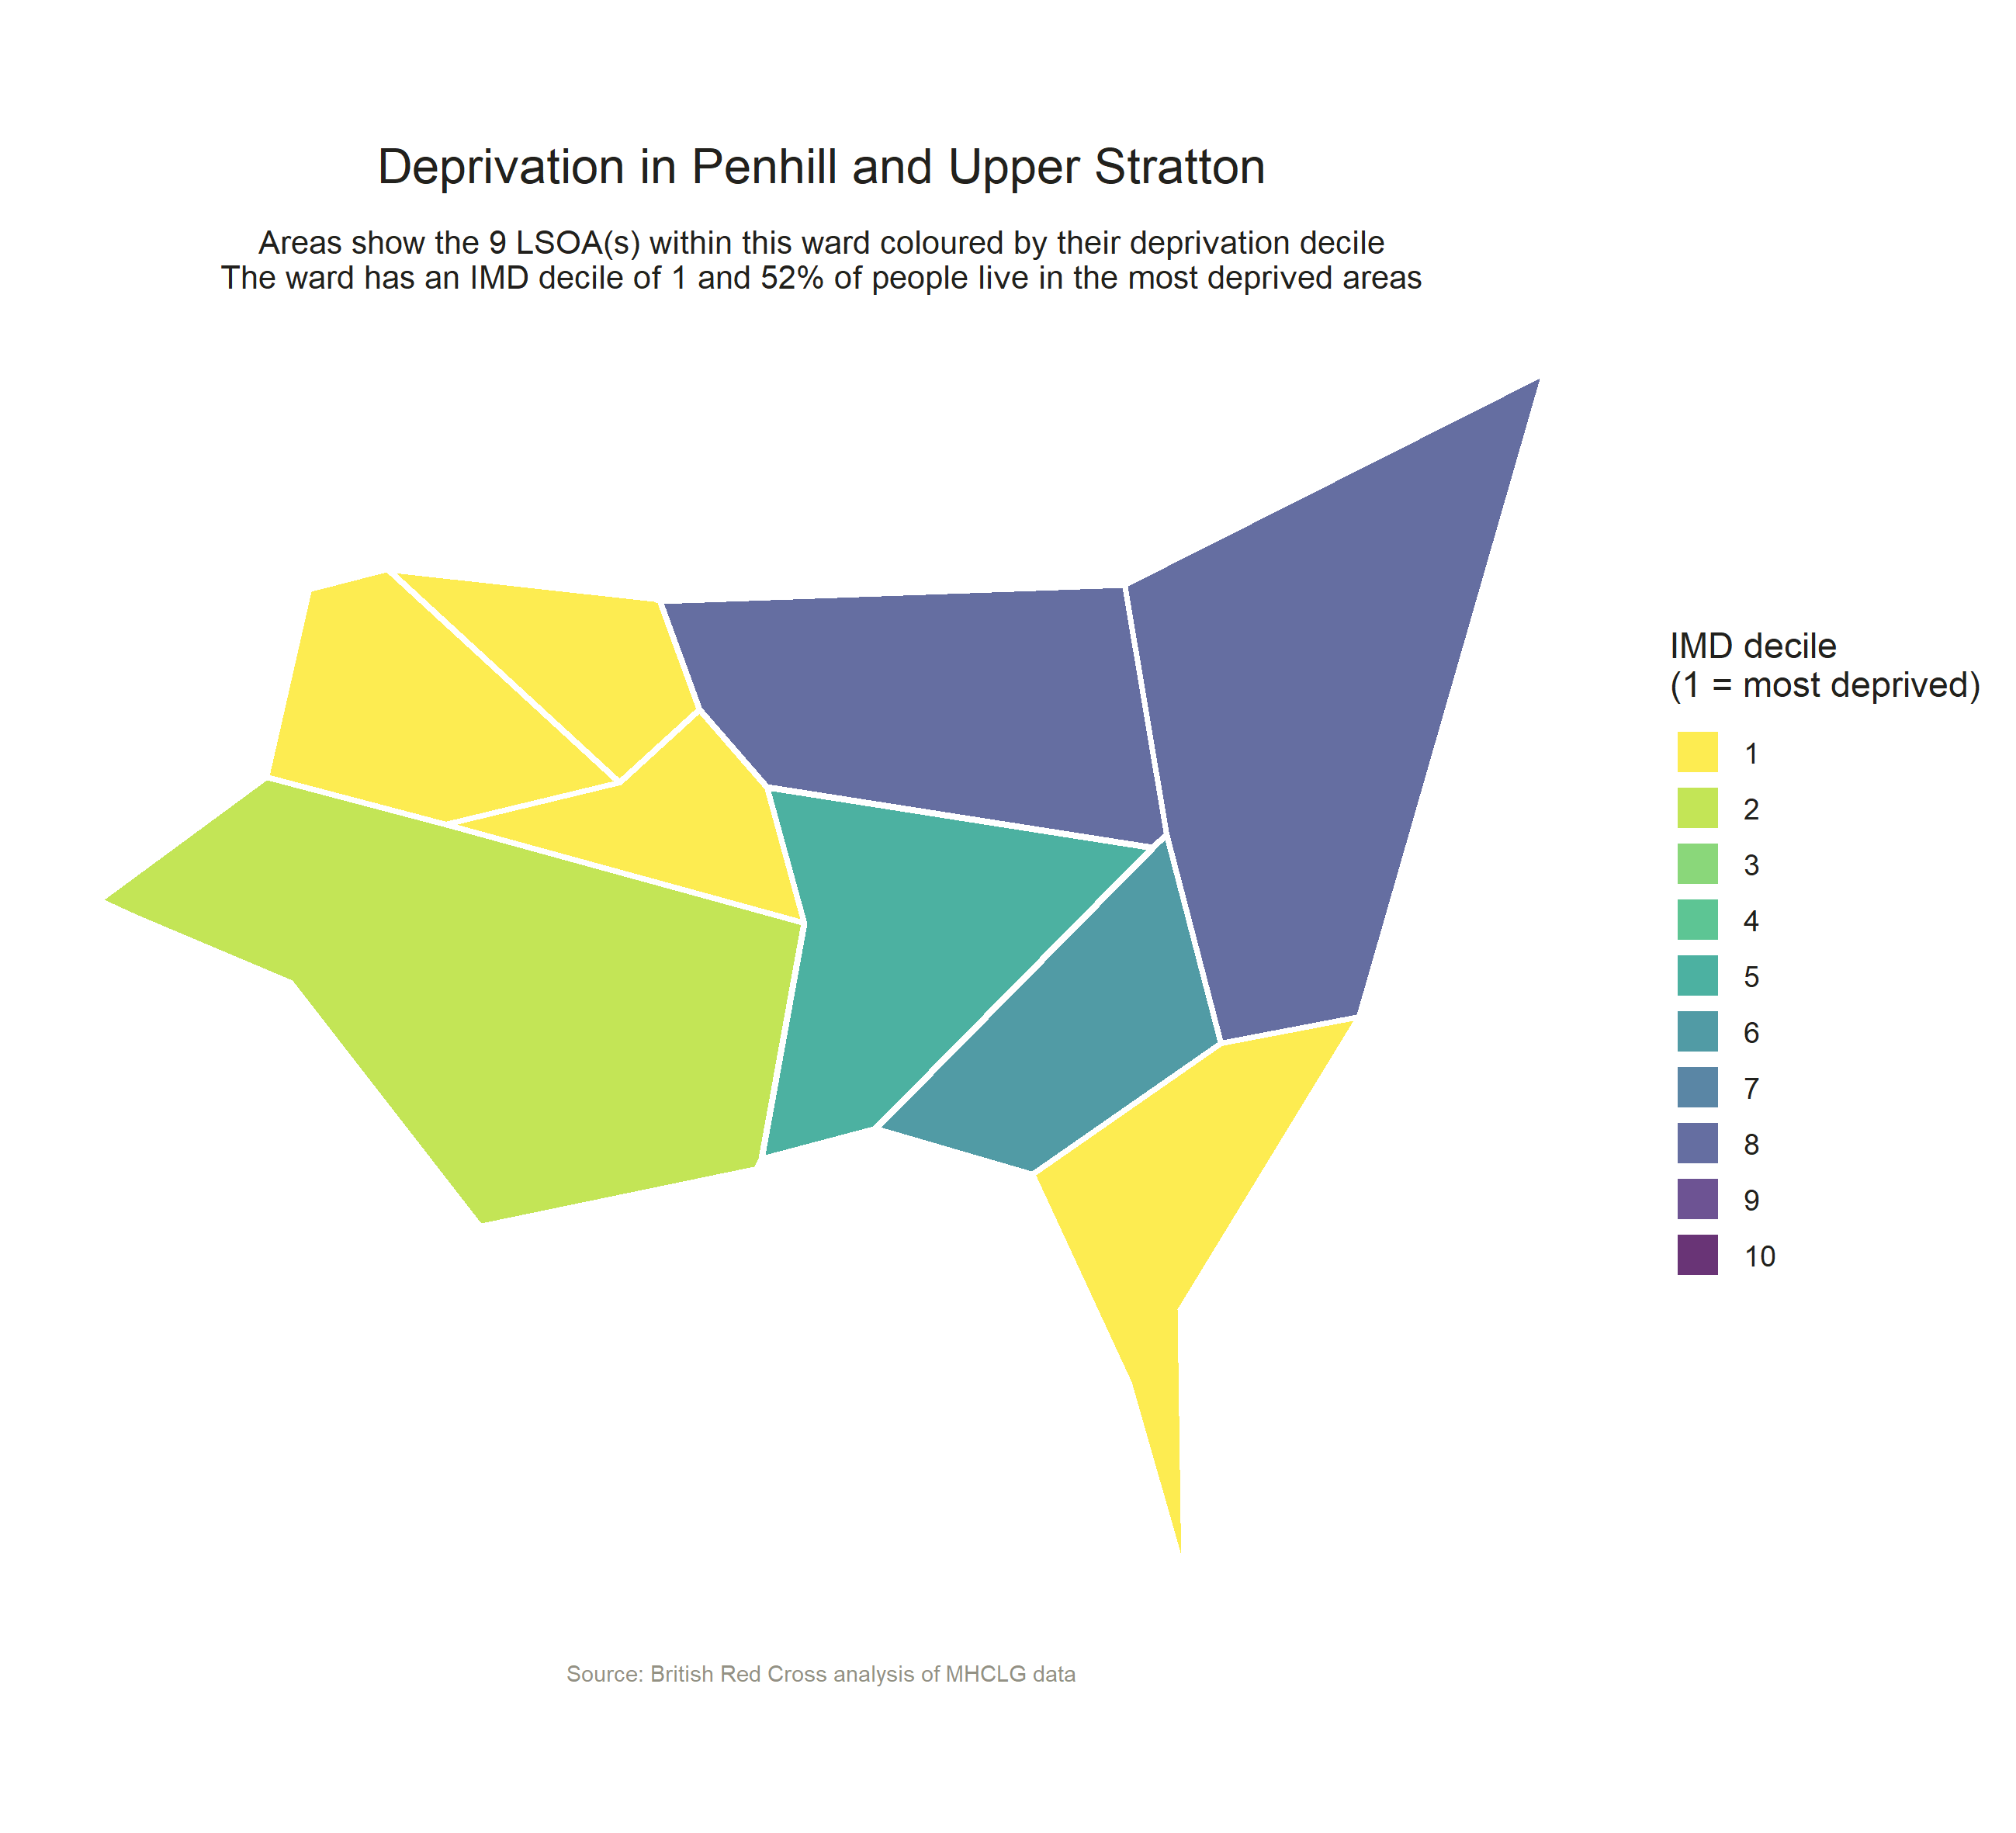 Deprivation in Penhill and Upper Stratton
Areas show the 9 LSOA(s) within this ward coloured by their deprivation decile
The ward has an IMD decile of 1 and 52% of people live in the most deprived areas
IMD decile
(1 = most deprived)
1
2
3
4
5
6
7
8
9
10
Source: British Red Cross analysis of MHCLG data